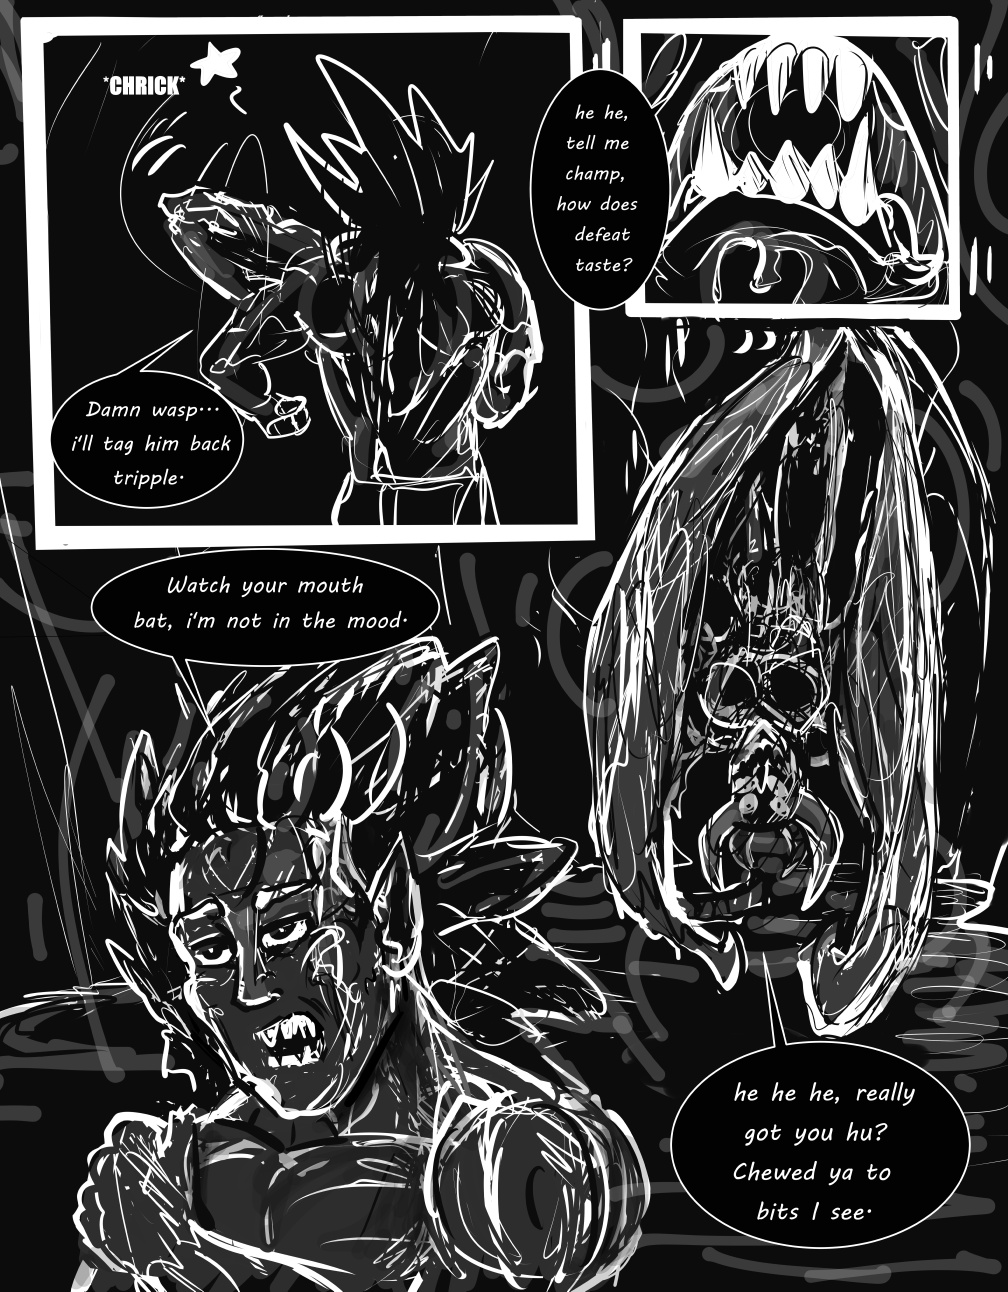 *CHRICK*
Damn wasp...
i'll tag him back
tripple.
he he,
tell me
champ,
how does
defeat
taste?
Watch your mouth
bat, i'm not in the mood.
he he he, really
got you hu?
Chewed ya to
bits I see.